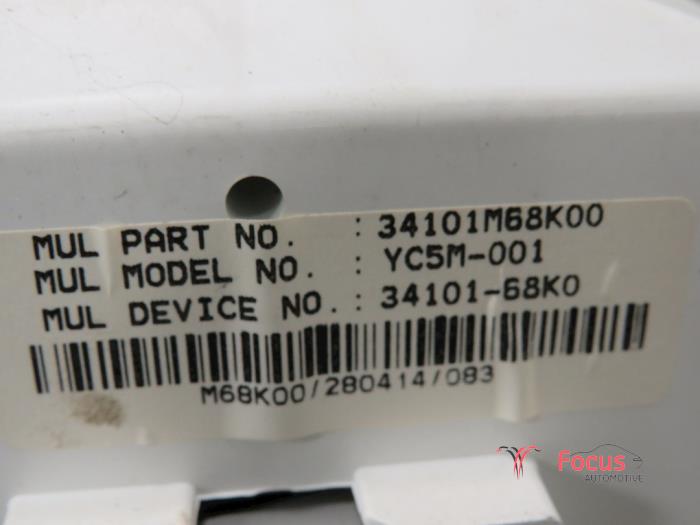 MUL PART NO. : 34101M68K00
MUL MODEL NO. : YC5M-001
MUL DEVICE NO. : 34101-68K0
M68K00/280414/083
Focus
AUTOMOTIVE